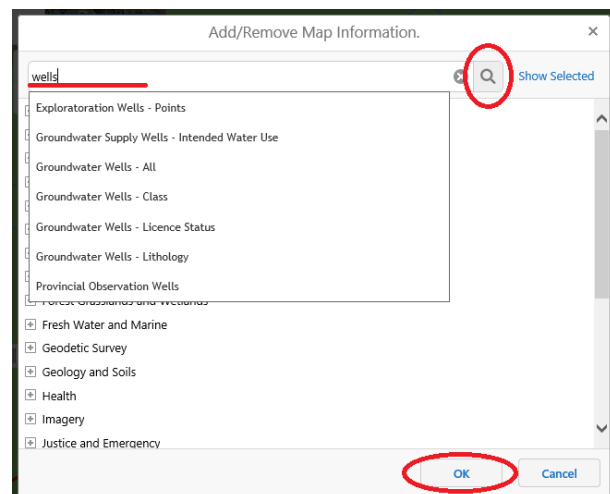 Add/Remove Map Information.
wells
Show Selected
Exploratoration Wells - Points
Groundwater Supply Wells - Intended Water Use
Groundwater Wells - All
Groundwater Wells - Class
Groundwater Wells - Licence Status
Groundwater Wells - Lithology
Provincial Observation Wells
Forest Grasslands and Wetlands
Fresh Water and Marine
Geodetic Survey
Geology and Soils
Health
Imagery
Justice and Emergency
OK Cancel